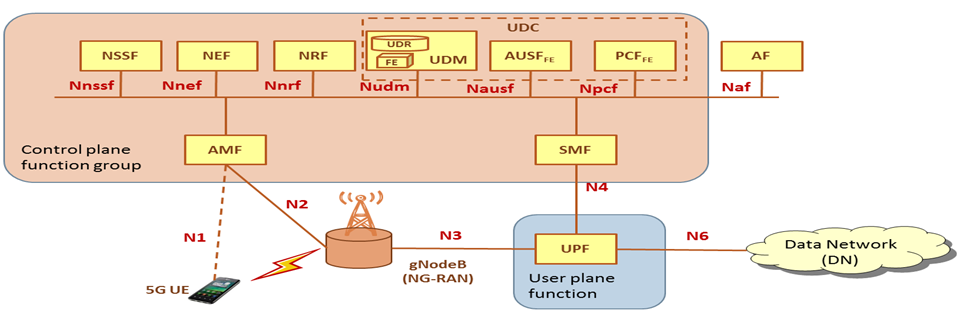 UDC
NSSF
NEF
NRF
UDR
FE
UDM
AUSFFE
PCFFE
AF
Nnssf
Nnef
Nnrf
Nudm
Nausf
Npcf
Naf
Control plane
function group
AMF
SMF
N4
N2
N1
N3
N6
UPF
gNodeB
(NG-RAN)
Data Network
(DN)
User plane
function
5G UE